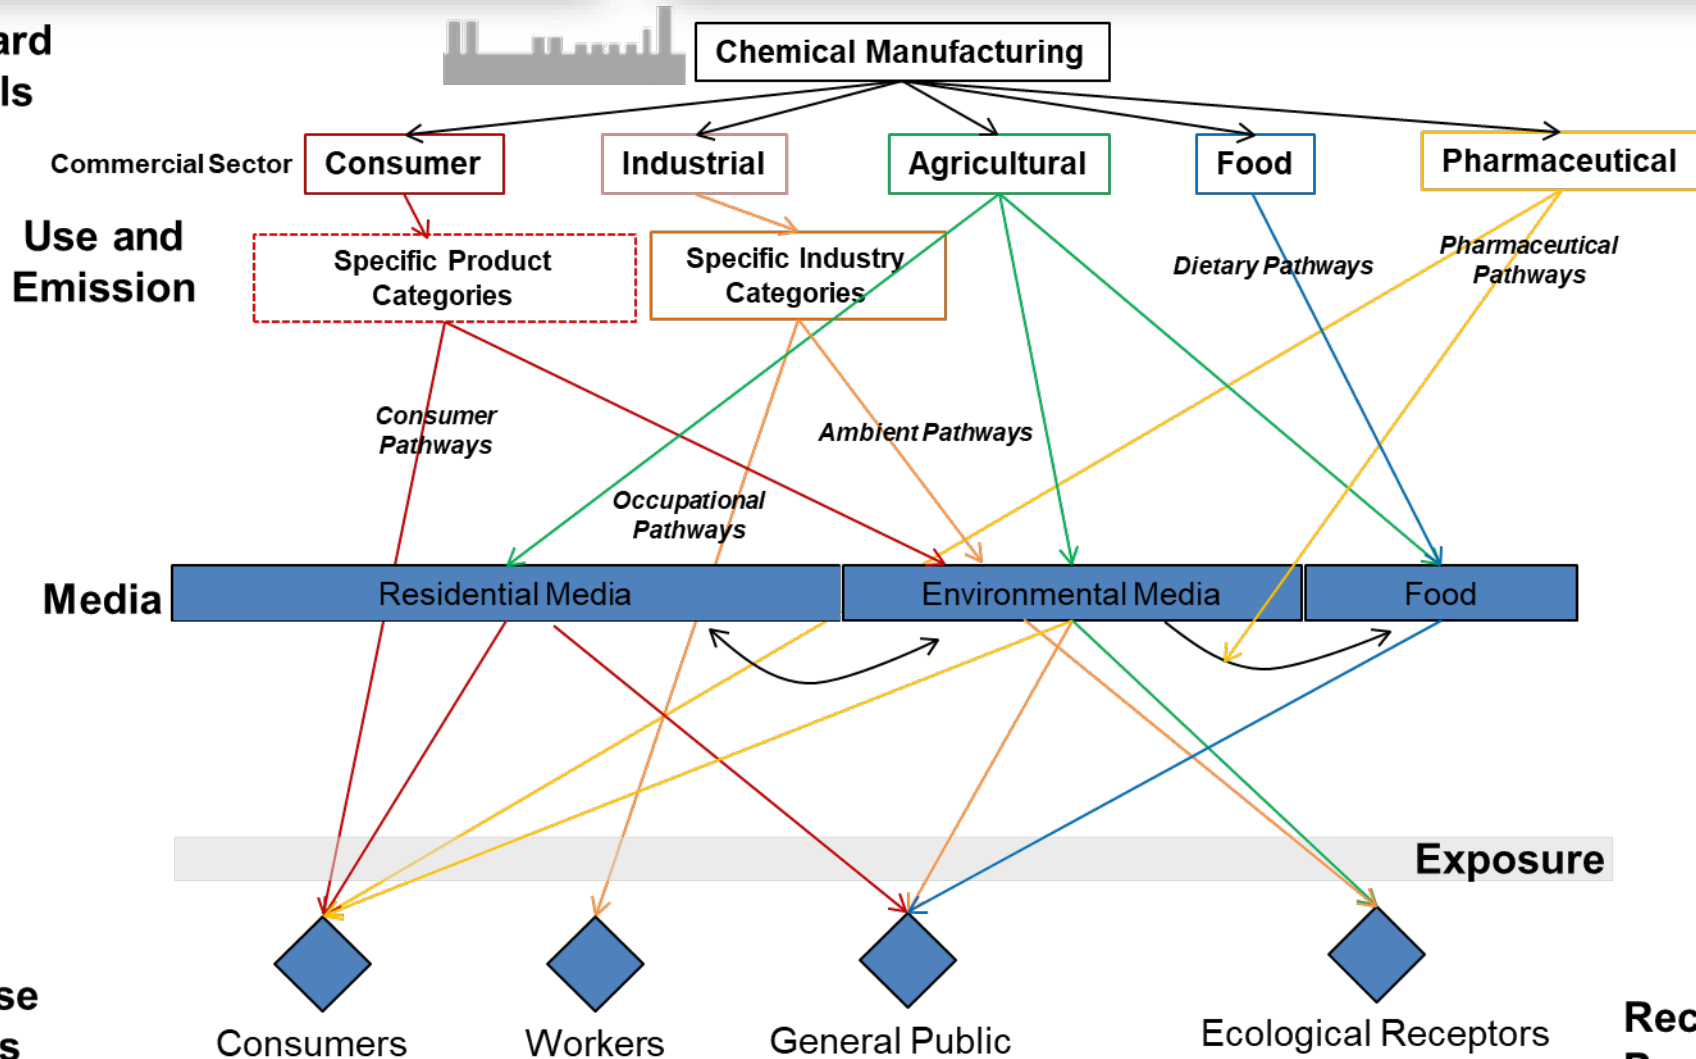 Chemical Manufacturing
Commercial Sector
Consumer
Industrial
Agricultural
Food
Pharmaceutical
Use and
Emission
Specific Product
Categories
Specific Industry
Categories
Dietary Pathways
Pharmaceutical
Pathways
Consumer
Pathways
Ambient Pathways
Occupational
Pathways
Media
Residential Media
Environmental Media
Food
Exposure
Consumers
Workers
General Public
Ecological Receptors